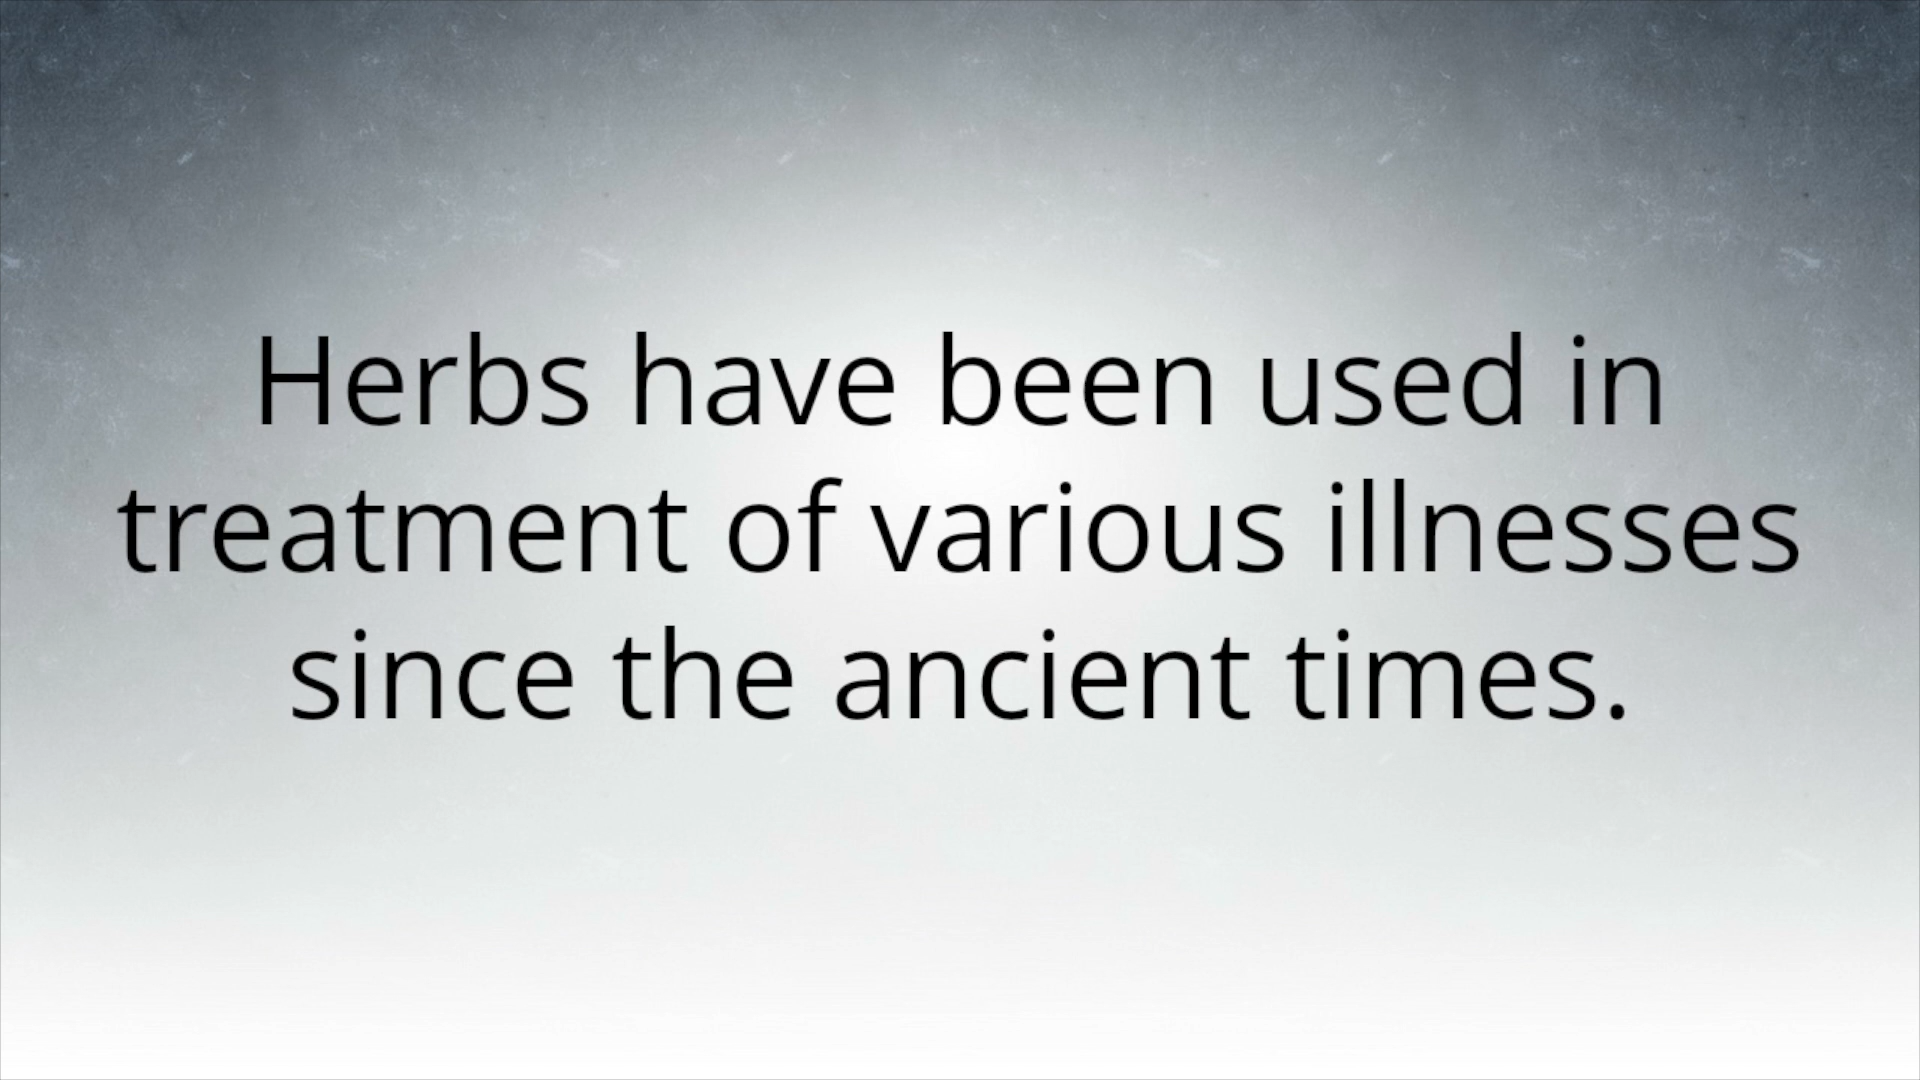 Herbs have been used in
treatment of various illnesses
since the ancient times.